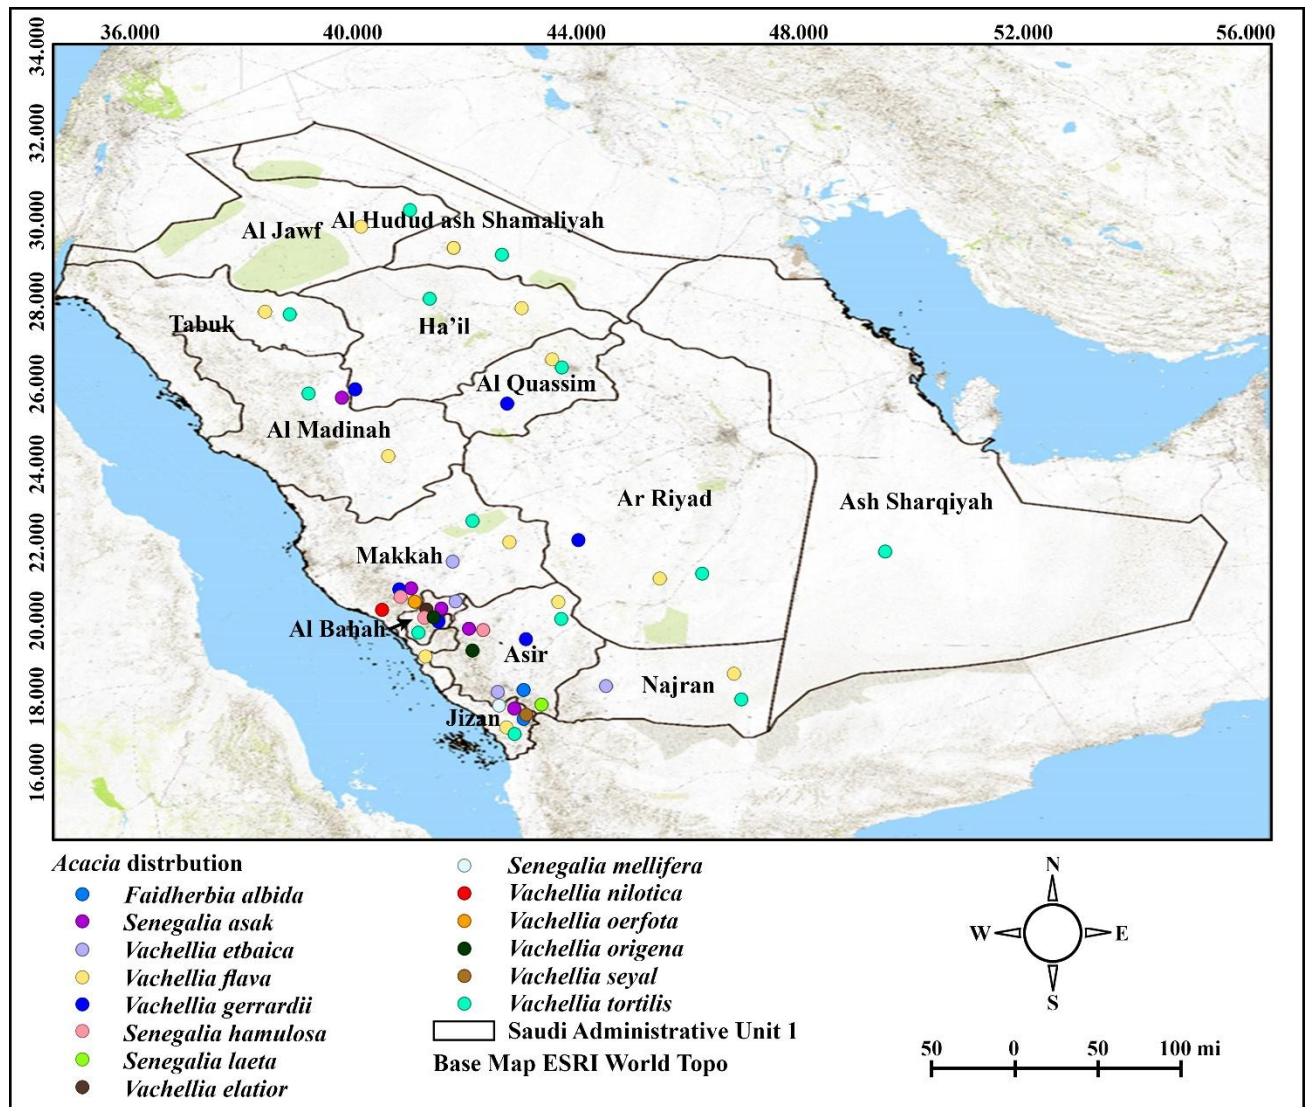 36.000 40.000 44.000 48.000 52.000 56.000
34.000
32.000
30.000
28.000
26.000
24.000
22.000
20.000
18.000
16.000
Al Hudud ash Shamaliyah
Al Jawf
Tabuk
Ha’il
Al Quassim
Al Madinah
Ar Riyad
Ash Sharqiyah
Makkah
Al Bahah
Asir
Najran
Jizan
Acacia distrbution
Faidherbia albida
Senegalia asak
Vachellia etbaica
Vachellia flava
Vachellia gerrardii
Senegalia hamulosa
Senegalia laeta
Vachellia elatior
Senegalia mellifera
Vachellia nilotica
Vachellia oerfota
Vachellia origena
Vachellia seyal
Vachellia tortilis
Saudi Administrative Unit 1
Base Map ESRI World Topo
N
W E
S
50 0 50 100 mi